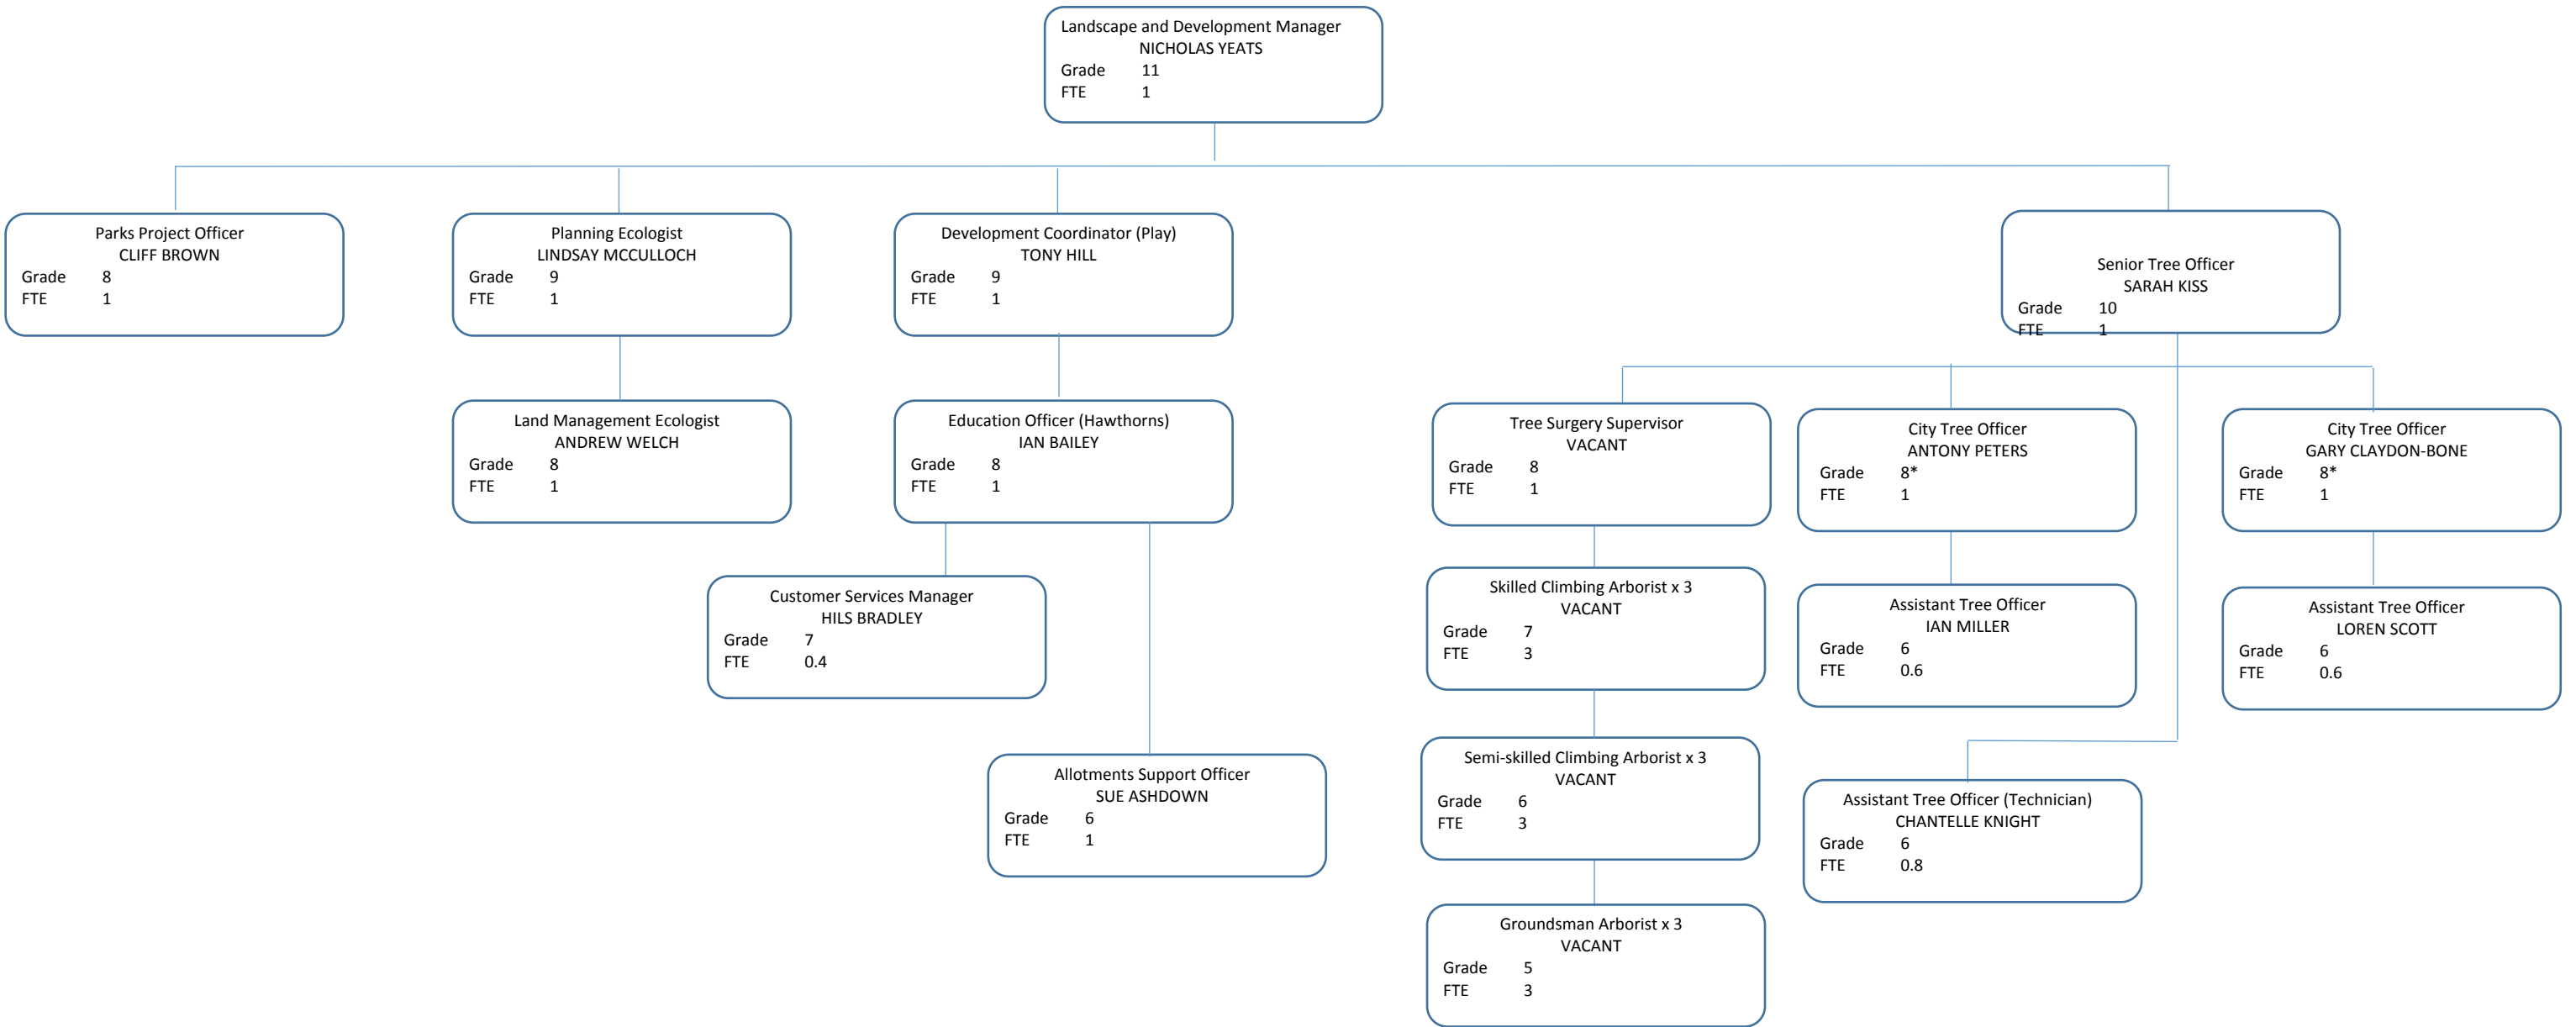 Landscape and Development Manager
NICHOLAS YEATS
Grade 11
FTE 1
Parks Project Officer
CLIFF BROWN
Grade 8
FTE 1
Planning Ecologist
LINDSAY MCCULLOCH
Grade 9
FTE 1
Development Coordinator (Play)
TONY HILL
Grade 9
FTE 1
Senior Tree Officer
SARAH KISS
Grade 10
FTE 1
Land Management Ecologist
ANDREW WELCH
Grade 8
FTE 1
Education Officer (Hawthorns)
IAN BAILEY
Grade 8
FTE 1
Tree Surgery Supervisor
VACANT
Grade 8
FTE 1
City Tree Officer
ANTONY PETERS
Grade 8*
FTE 1
City Tree Officer
GARY CLAYDON-BONE
Grade 8*
FTE 1
Customer Services Manager
HILS BRADLEY
Grade 7
FTE 0.4
Skilled Climbing Arborist x 3
VACANT
Grade 7
FTE 3
Assistant Tree Officer
IAN MILLER
Grade 6
FTE 0.6
Assistant Tree Officer
LOREN SCOTT
Grade 6
FTE 0.6
Allotments Support Officer
SUE ASHDOWN
Grade 6
FTE 1
Semi-skilled Climbing Arborist x 3
VACANT
Grade 6
FTE 3
Assistant Tree Officer (Technician)
CHANTELLE KNIGHT
Grade 6
FTE 0.8
Groundsman Arborist x 3
VACANT
Grade 5
FTE 3